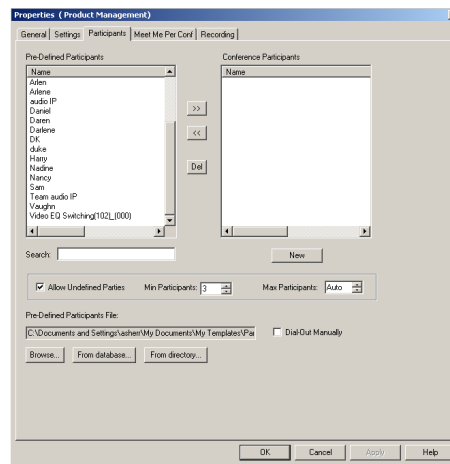 Properties ( Product Management)
General Settings Participants Meet Me Per Conf Recording
Pre-Defined Participants Conference Participants
Name Name
Arlen
Arlene
audio IP
Daniel
Daren
Darlene
DK
duke
Harry
Nadine
Nancy
Sam
Team audio IP
Vaughn
Video EQ Switching(102)_(000)
>>
<<
Del
Search: New
Allow Undefined Parties Min Participants: 3 Max Participants: Auto
Pre-Defined Participants File:
C:\Documents and Settings\asherr\My Documents\My Templates\Par Dial-Out Manually
Browse... From database... From directory...
OK Cancel Apply Help